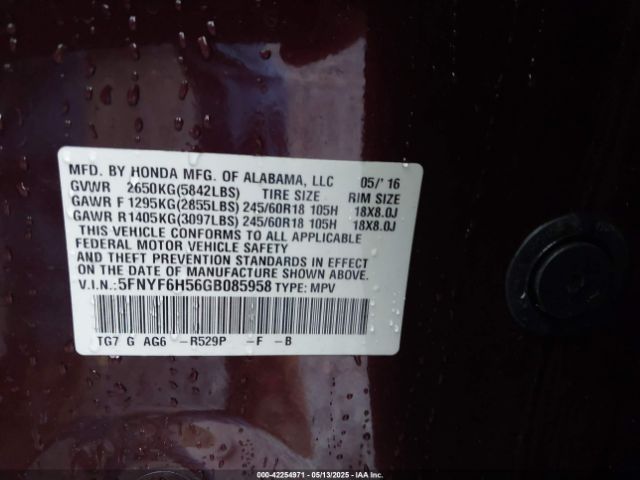 MFD. BY HONDA MFG. OF ALABAMA, LLC 05/'16
GVWR 2650KG(5842LBS) TIRE SIZE RIM SIZE
GAWR F 1295KG(2855LBS) 245/60R18 105H 18X8.0J
GAWR R 1405KG(3097LBS) 245/60R18 105H 18X8.0J
THIS VEHICLE CONFORMS TO ALL APPLICABLE
FEDERAL MOTOR VEHICLE SAFETY
AND THEFT PREVENTION STANDARDS IN EFFECT
ON THE DATE OF MANUFACTURE SHOWN ABOVE.
V.I.N.:5FNYF6H56GB085958 TYPE: MPV
TG7 G AG6 -R529P -F -B
000-42254971 - 05/13/2025 - IAAI.COM